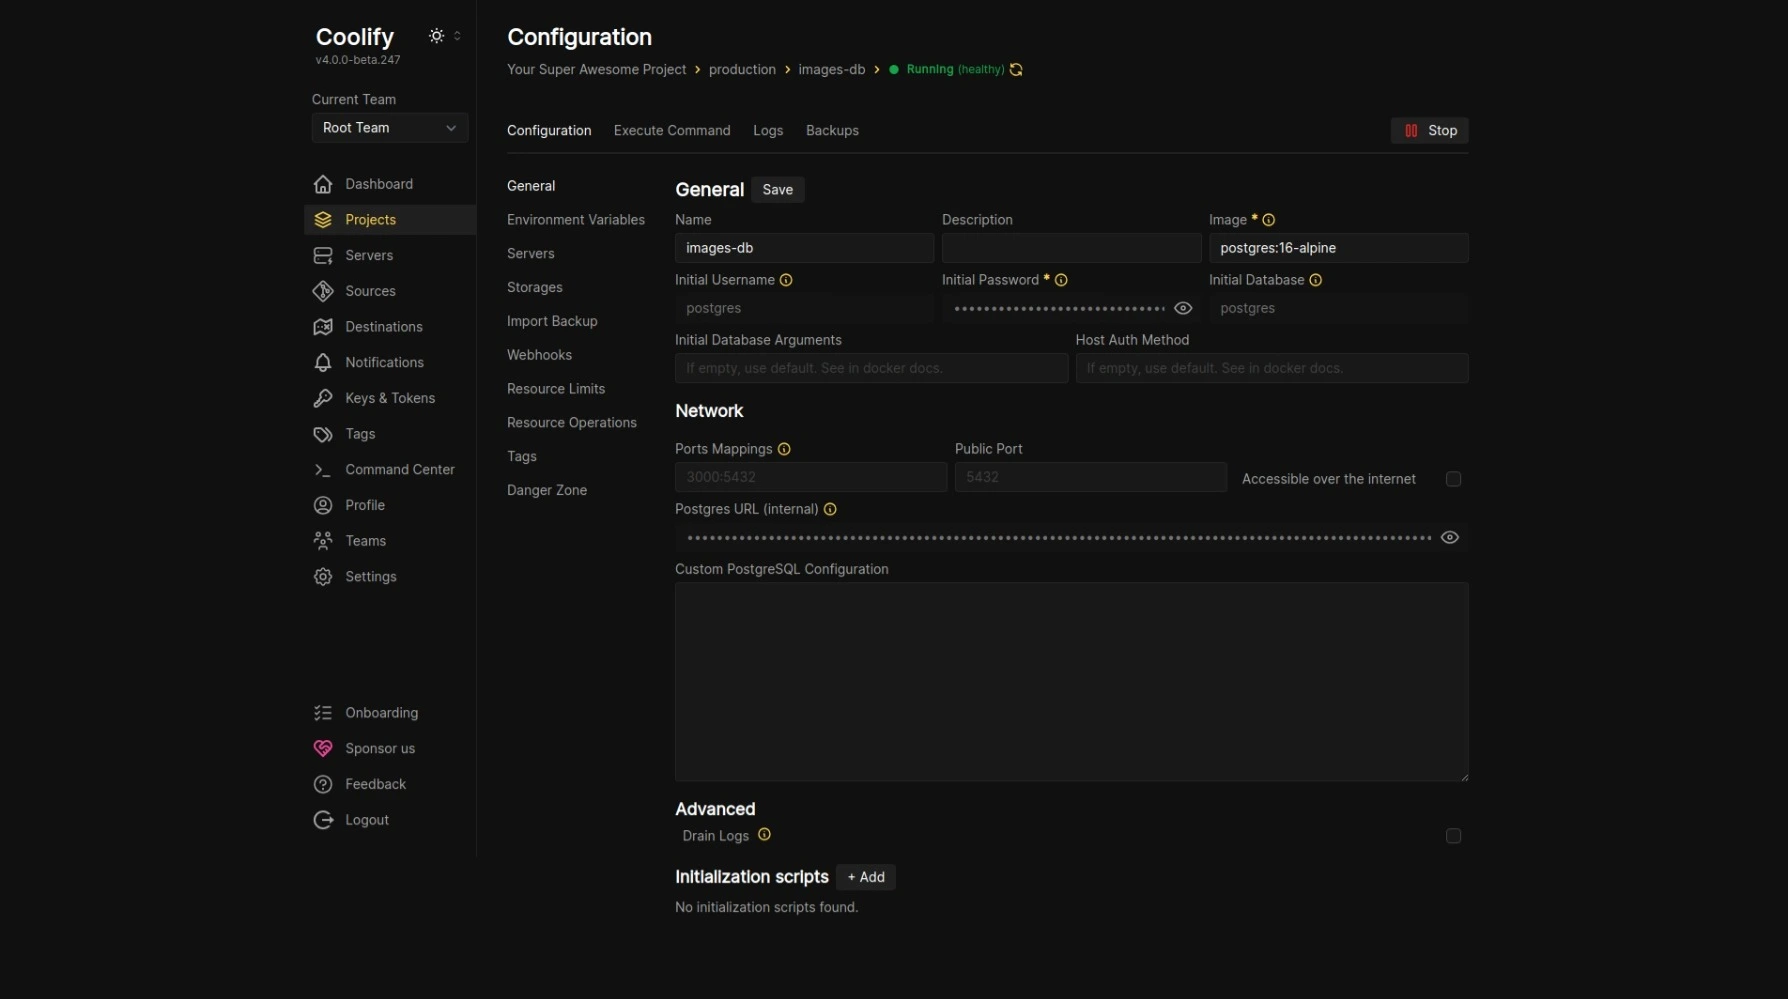 Coolify
v4.0.0-beta.247
Current Team
Root Team
Dashboard
Projects
Servers
Sources
Destinations
Notifications
Keys & Tokens
Tags
Command Center
Profile
Teams
Settings
Onboarding
Sponsor us
Feedback
Logout
Configuration
Your Super Awesome Project > production > images-db > Running (healthy)
Configuration Execute Command Logs Backups
Stop
General
Environment Variables
Servers
Storages
Import Backup
Webhooks
Resource Limits
Resource Operations
Tags
Danger Zone
General Save
Name Description Image *
images-db postgres:16-alpine
Initial Username Initial Password * Initial Database
postgres •••••••••••••••••••••••••••••• postgres
Initial Database Arguments Host Auth Method
If empty, use default. See in docker docs. If empty, use default. See in docker docs.
Network
Ports Mappings Public Port
3000:5432 5432 Accessible over the internet
Postgres URL (internal)
Custom PostgreSQL Configuration
Advanced
Drain Logs
Initialization scripts + Add
No initialization scripts found.